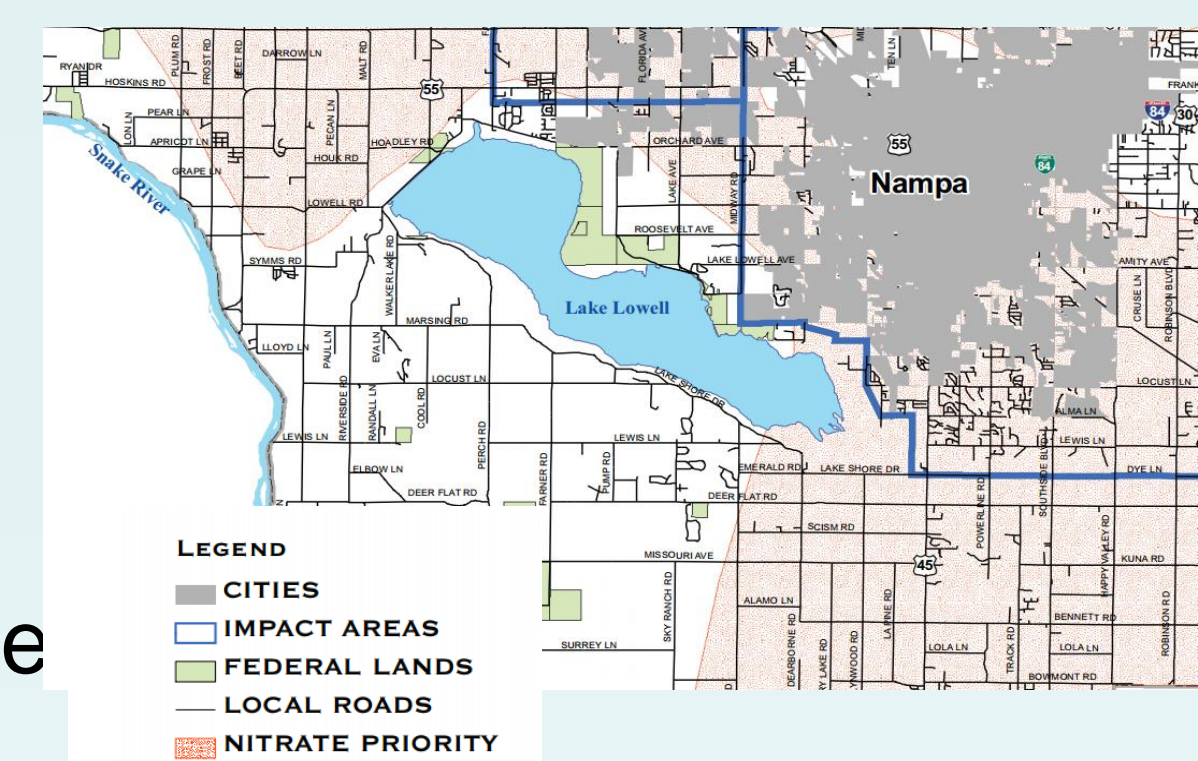 TEN LN
FLORIDA AV
PLUM RD
FROST RD
BEET RD
DARROW LN
MALT RD
RYAN DR
HOSKINS RD
55
FRANK
84
30
PEAR LN
LON LN
PECAN LN
APRICOT LN
HOADLEY RD
ORCHARD AVE
55
84
HOUK RD
GRAPE LN
Snake River
LAKE AVE
MIDWAY RD
Nampa
LOWELL RD
ROOSEVELT AVE
SYMMS RD
WALKER LAKE RD
LAKE LOWELL AVE
AMITY AVE
CRUSE LN
ROBINSON BLVD
Lake Lowell
MARSING RD
LLOYD LN
PAUL LN
EVA LN
LOCUST LN
LAKE SHORE DR
LOCUST LN
RIVERSIDE RD
RANDALL LN
COOL RD
ALMA LN
LEWIS LN
PERCH RD
LEWIS LN
SOUTHSIDE BLVD
LEWIS LN
ELBOW LN
FARNER RD
PUMP RD
EMERALD RD
LAKE SHORE DR
DYE LN
DEER FLAT RD
DEER FLAT RD
POWERLINE RD
SCISM RD
HAPPY VALLEY RD
MISSOURI AVE
45
KUNA RD
SKY RANCH RD
ALAMO LN
LA PINE RD
BENNETT RD
ROBINSON RD
SURREY LN
DEARBORNE RD
RY LAKE RD
YNWOOD RD
LOLA LN
TRACK RD
LOLA LN
BOWMONT RD
LEGEND
CITIES
IMPACT AREAS
e
FEDERAL LANDS
LOCAL ROADS
NITRATE PRIORITY